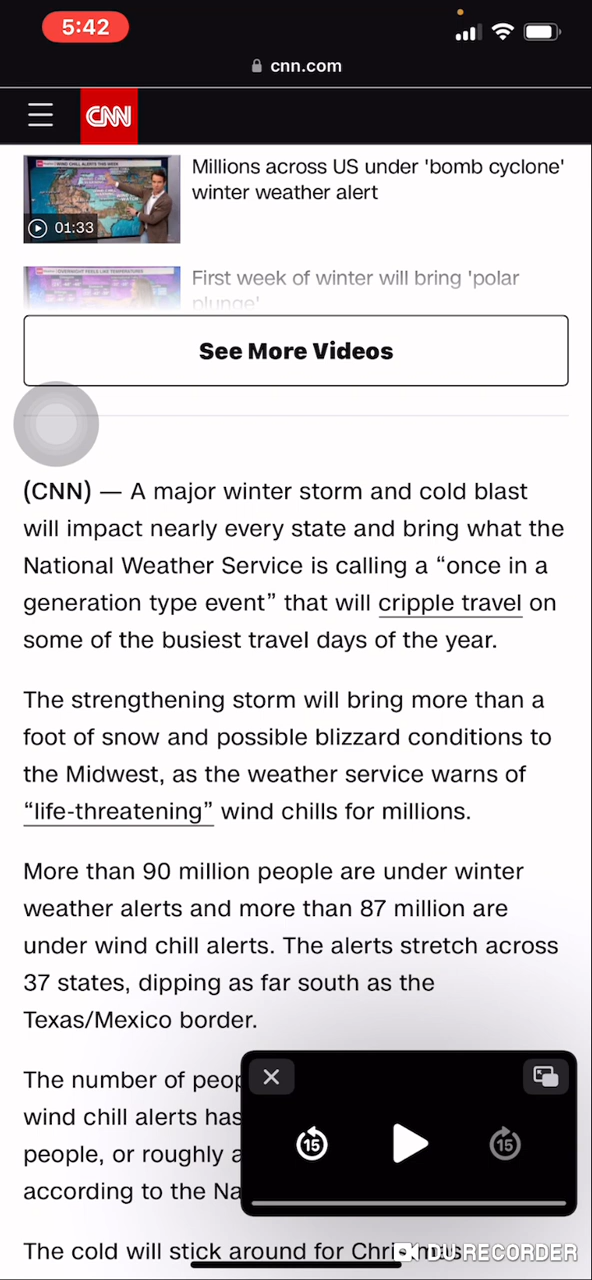 5:42
cnn.com
CNN
Millions across US under 'bomb cyclone'
winter weather alert
01:33
First week of winter will bring 'polar
plunge'
See More Videos
(CNN) — A major winter storm and cold blast
will impact nearly every state and bring what the
National Weather Service is calling a “once in a
generation type event” that will cripple travel on
some of the busiest travel days of the year.
The strengthening storm will bring more than a
foot of snow and possible blizzard conditions to
the Midwest, as the weather service warns of
“life-threatening” wind chills for millions.
More than 90 million people are under winter
weather alerts and more than 87 million are
under wind chill alerts. The alerts stretch across
37 states, dipping as far south as the
Texas/Mexico border.
The number of
wind chill alerts has
people, or roughly
according to the
15
15
The cold will stick around for Christmas
DU RECORDER